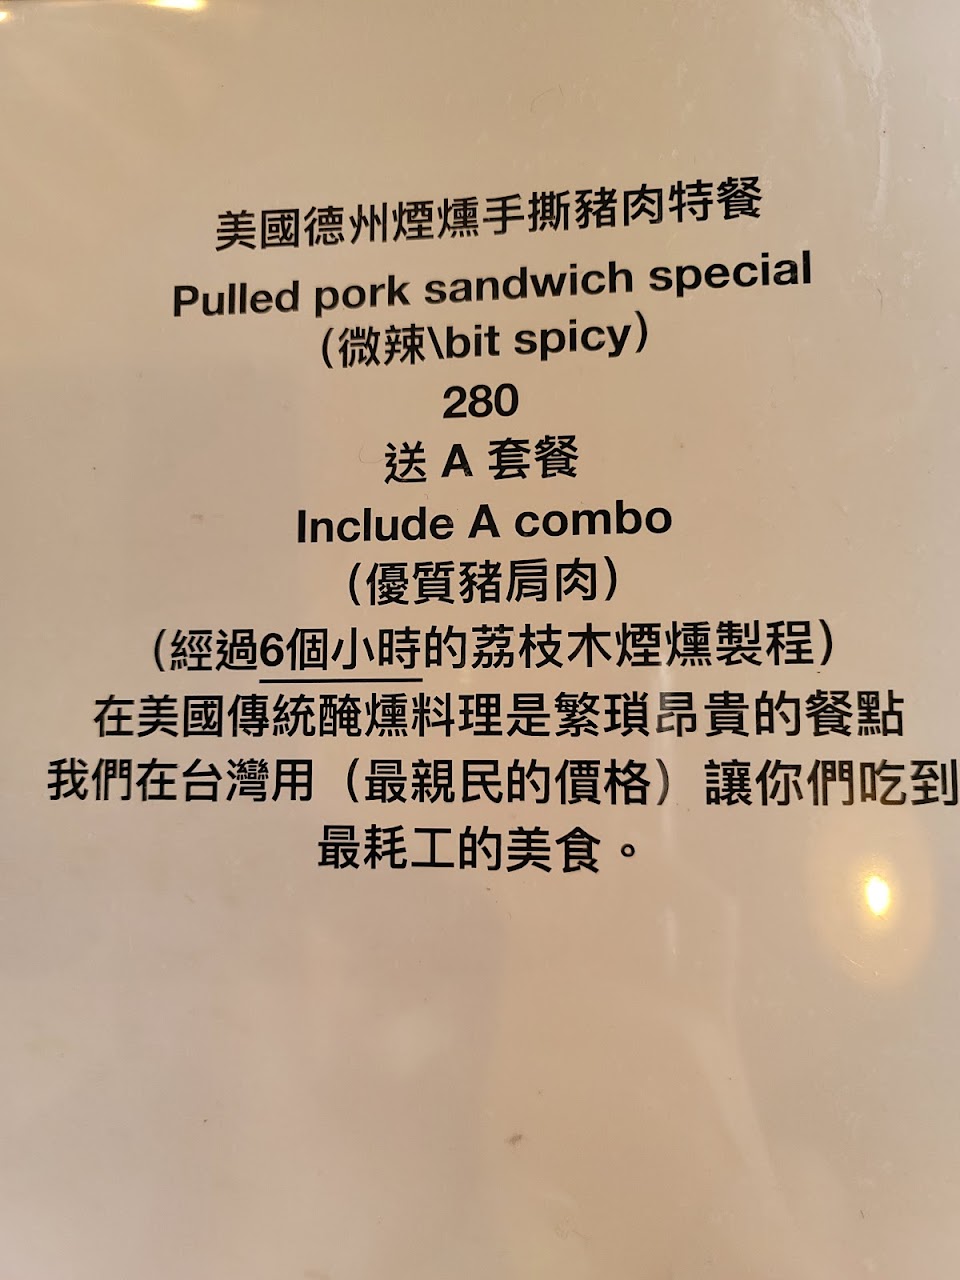 美國德州煙燻手撕豬肉特餐
Pulled pork sandwich special
（微辣\bit spicy）
280
送 A 套餐
Include A combo
（優質豬肩肉）
（經過6個小時的荔枝木煙燻製程）
在美國傳統醃燻料理是繁瑣昂貴的餐點
我們在台灣用（最親民的價格）讓你們吃到
最耗工的美食。